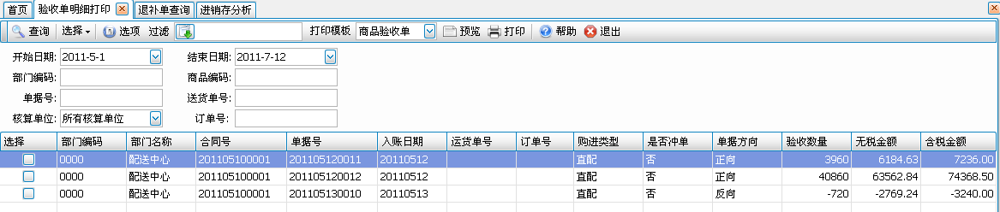 首页 验收单明细打印 退补单查询 进销存分析
查询 选择 选项 过滤 打印模板 商品验收单 预览 打印 帮助 退出
开始日期: 2011-5-1 结束日期: 2011-7-12
部门编码: 商品编码:
单据号: 送货单号:
核算单位: 所有核算单位 订单号:
选择 部门编码 部门名称 合同号 单据号 入账日期 运货单号 订单号 购进类型 是否冲单 单据方向 验收数量 无税金额 含税金额
0000 配送中心 201105100001 201105120011 20110512 直配 否 正向 3960 6184.63 7236.00
0000 配送中心 201105100001 201105120012 20110512 直配 否 正向 40860 63562.84 74368.50
0000 配送中心 201105100001 201105130010 20110513 直配 否 反向 -720 -2769.24 -3240.00